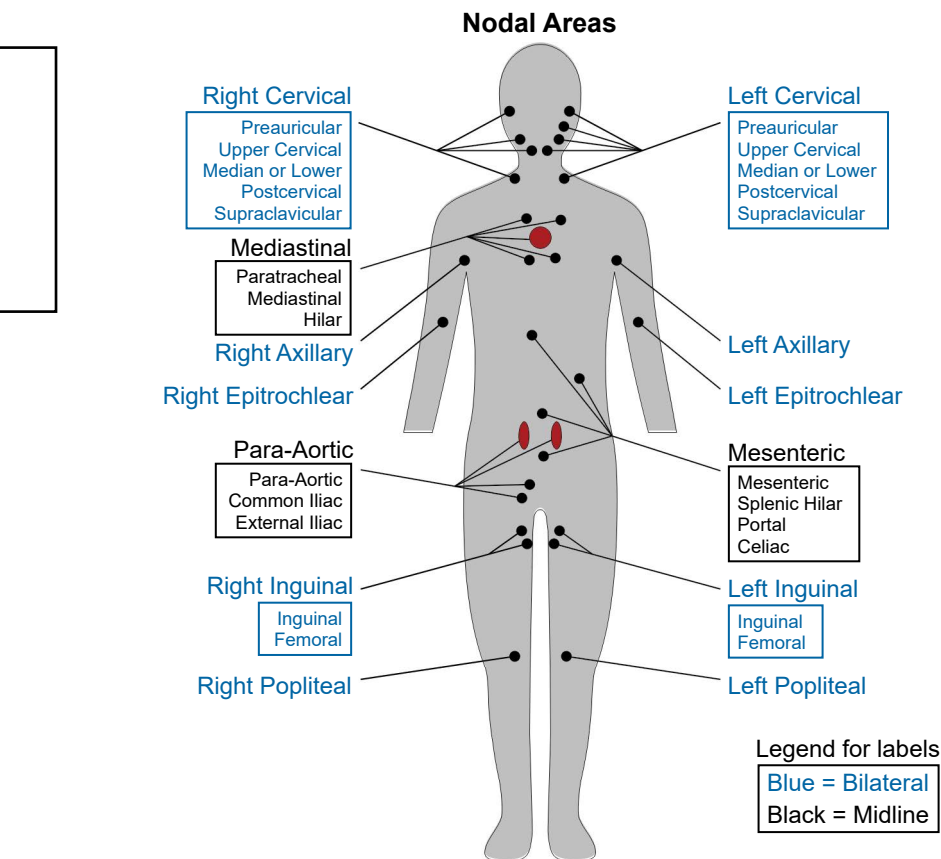 Nodal Areas
Right Cervical
Preauricular
Upper Cervical
Median or Lower
Postcervical
Supraclavicular
Mediastinal
Paratracheal
Mediastinal
Hilar
Right Axillary
Right Epitrochlear
Para-Aortic
Para-Aortic
Common Iliac
External Iliac
Right Inguinal
Inguinal
Femoral
Right Popliteal
Left Cervical
Preauricular
Upper Cervical
Median or Lower
Postcervical
Supraclavicular
Left Axillary
Left Epitrochlear
Mesenteric
Mesenteric
Splenic Hilar
Portal
Celiac
Left Inguinal
Inguinal
Femoral
Left Popliteal
Legend for labels
Blue = Bilateral
Black = Midline